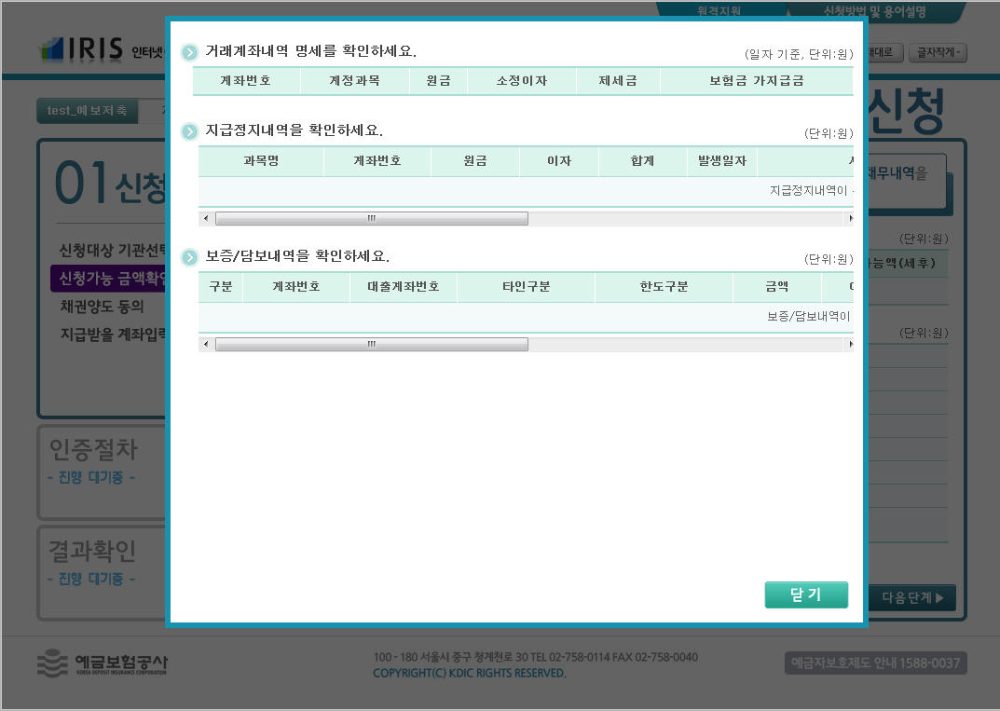 원격지원
신청방법 및 용어설명
IRIS 인터넷
대로
글자작게 -
test_예보저축
신청
01 신청
채무내역을
신청대상 기관선택
신청가능 금액확인
채권양도 동의
지급받을 계좌입력
(단위:원)
능액(세후)
(단위:원)
거래계좌내역 명세를 확인하세요.
(일자 기준, 단위:원)
계좌번호 계정과목 원금 소정이자 제세금 보험금 가지급금
지급정지내역을 확인하세요.
(단위:원)
과목명 계좌번호 원금 이자 합계 발생일자
지급정지내역이
보증/담보내역을 확인하세요.
(단위:원)
구분 계좌번호 대출계좌번호 타인구분 한도구분 금액
보증/담보내역이
인증절차
- 진행 대기중 -
결과확인
- 진행 대기중 -
닫 기
다음단계▶
예금보험공사
KOREA DEPOSIT INSURANCE CORPORATION
100 - 180 서울시 중구 청계천로 30 TEL 02-758-0114 FAX 02-758-0040
COPYRIGHT(C) KDIC RIGHTS RESERVED.
예금자보호제도 안내 1588-0037